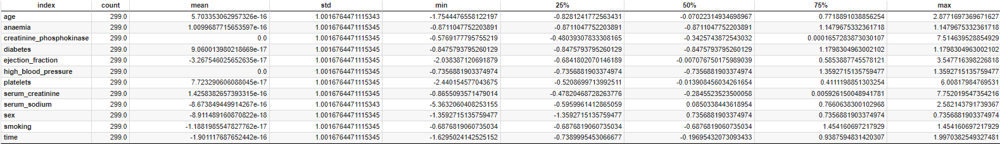 index count mean std min 25% 50% 75% max
age 299.0 5.703353062957326e-16 1.0016764471115343 -1.7544476558122197 -0.8281241772563431 -0.07022314934698967 0.7718891038856254 2.8771697369671627
anaemia 299.0 1.0099687715653597e-16 1.0016764471115345 -0.8711047752203891 -0.8711047752203891 -0.8711047752203891 1.1479675332361718 1.1479675332361718
creatinine_phosphokinase 299.0 0.0 1.0016764471115345 -0.5769177795755219 -0.48039307833308165 -0.3425743872543032 0.0001657283873030107 7.514639528854929
diabetes 299.0 9.060013980218669e-17 1.0016764471115345 -0.8475793795260129 -0.8475793795260129 -0.8475793795260129 1.1798304963002102 1.1798304963002102
ejection_fraction 299.0 -3.267546025652635e-17 1.0016764471115345 -2.038387120691879 -0.6841802070146189 -0.007076750175989039 0.5853887745578121 3.547716398226818
high_blood_pressure 299.0 0.0 1.0016764471115345 -0.7356881903374974 -0.7356881903374974 -0.7356881903374974 1.3592715135759477 1.3592715135759477
platelets 299.0 7.723290606088045e-17 1.0016764471115345 -2.440154577043675 -0.5208699713992511 -0.013908456034261654 0.4111198851303254 6.00817984769531
serum_creatinine 299.0 1.4258382657393315e-16 1.0016764471115345 -0.8655093571479014 -0.47820468728263776 -0.2845523523500058 0.005926150048941781 7.752019547354216
serum_sodium 299.0 -8.673849449914267e-16 1.0016764471115345 -5.3632060408253155 -0.5959961412865059 0.0850338443618954 0.7660638300102968 2.582143791739367
sex 299.0 -8.911489160870822e-18 1.0016764471115345 -1.3592715135759477 -1.3592715135759477 0.7356881903374974 0.7356881903374974 0.7356881903374974
smoking 299.0 -1.1881985547827762e-17 1.0016764471115345 -0.6876819060735034 -0.6876819060735034 -0.6876819060735034 1.454160697217929 1.454160697217929
time 299.0 -1.901117687652442e-16 1.0016764471115345 -1.6295024142525152 -0.7389995453066677 -0.19695432073093433 0.9387594831420307 1.9970382549327481